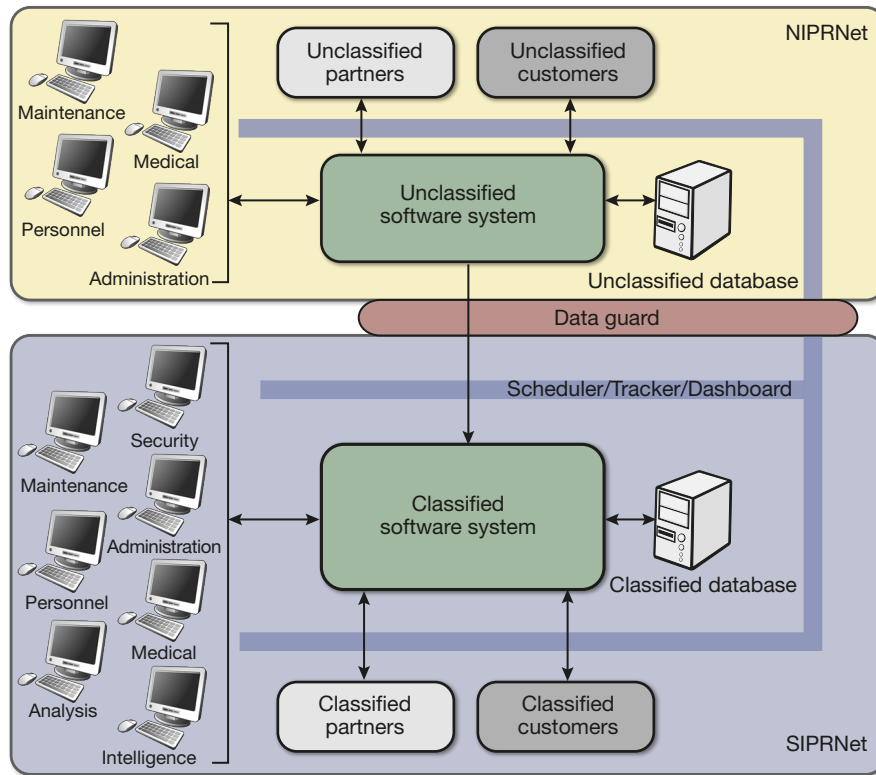 NIPRNet
Unclassified
partners
Unclassified
customers
Maintenance
Medical
Personnel
Administration
Unclassified
software system
Unclassified database
Data guard
Scheduler/Tracker/Dashboard
Security
Maintenance
Administration
Personnel
Medical
Analysis
Intelligence
Classified
software system
Classified database
Classified
partners
Classified
customers
SIPRNet